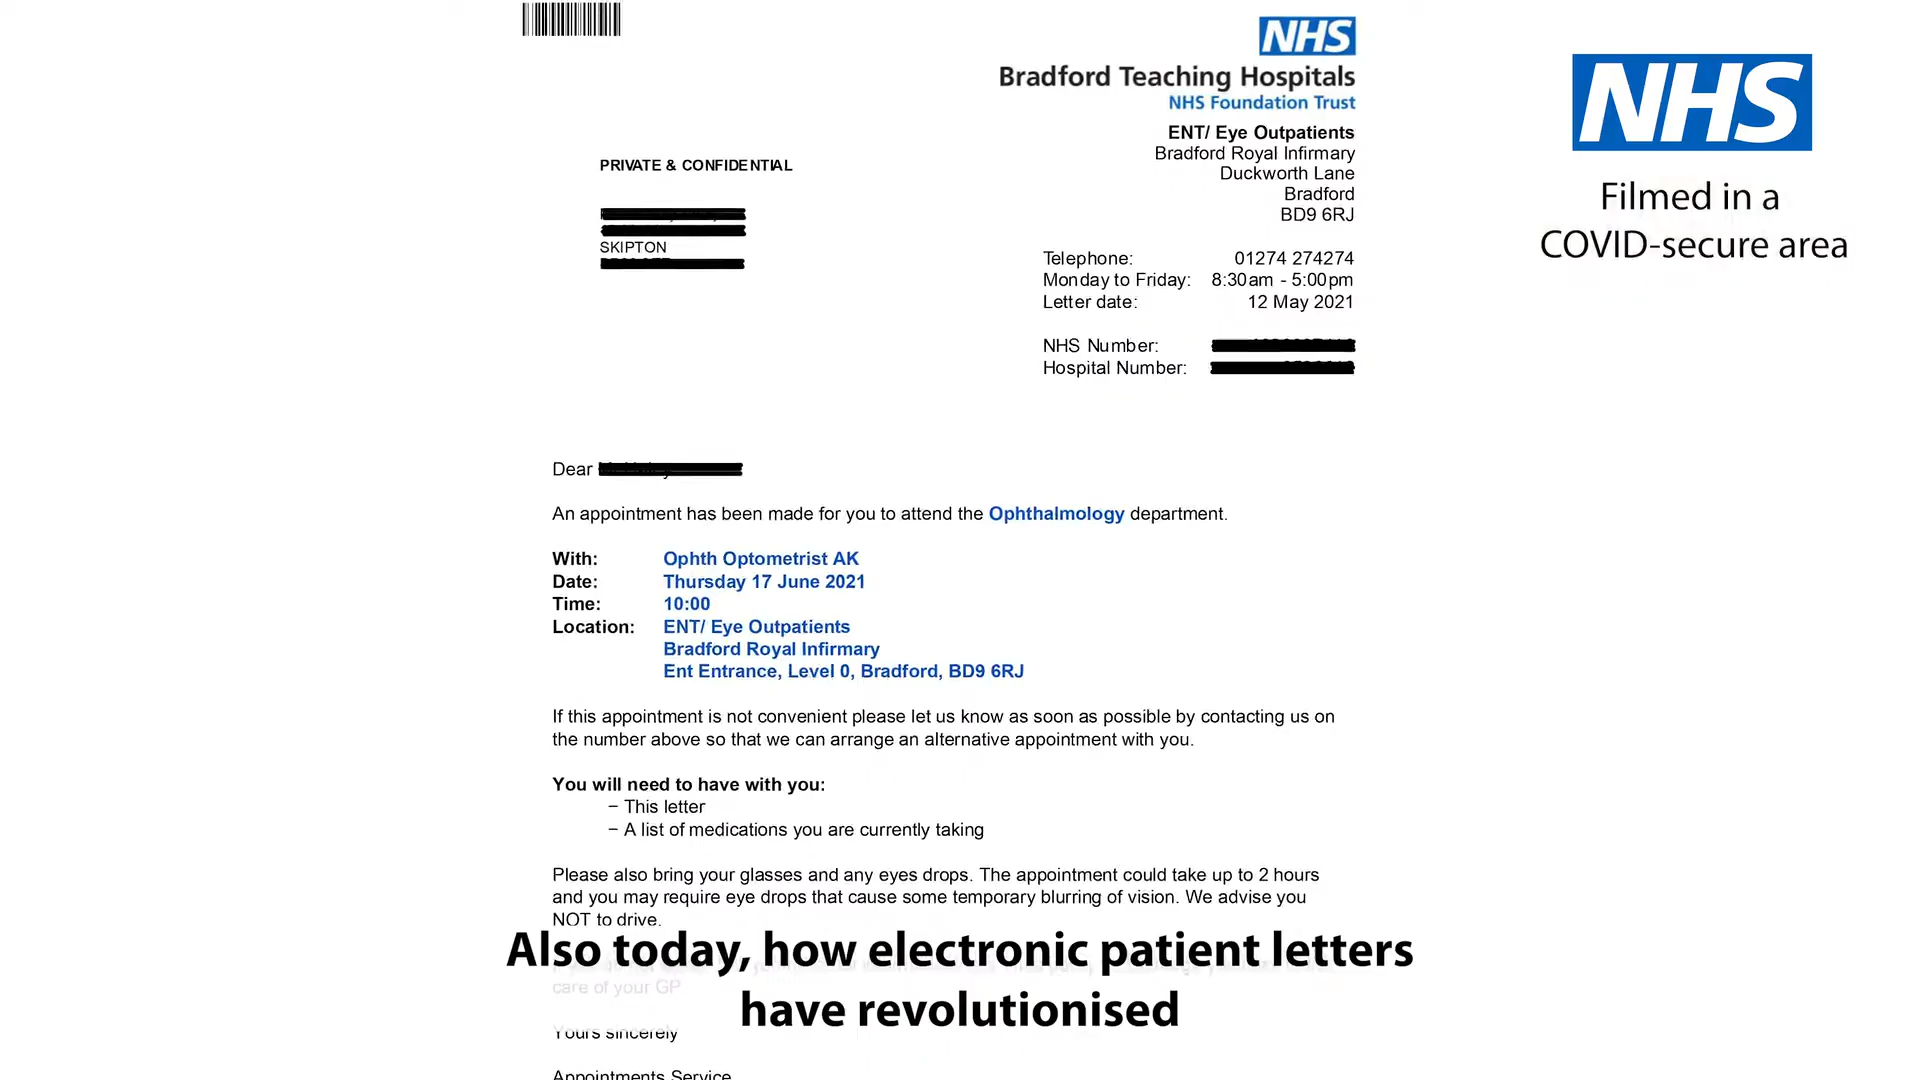 NHS
Bradford Teaching Hospitals
NHS Foundation Trust
ENT/ Eye Outpatients
Bradford Royal Infirmary
Duckworth Lane
Bradford
BD9 6RJ
PRIVATE & CONFIDENTIAL
SKIPTON
Telephone: 01274 274274
Monday to Friday: 8:30am - 5:00pm
Letter date: 12 May 2021
NHS Number:
Hospital Number:
Dear
An appointment has been made for you to attend the Ophthalmology department.
With: Ophth Optometrist AK
Date: Thursday 17 June 2021
Time: 10:00
Location: ENT/ Eye Outpatients
Bradford Royal Infirmary
Ent Entrance, Level 0, Bradford, BD9 6RJ
If this appointment is not convenient please let us know as soon as possible by contacting us on
the number above so that we can arrange an alternative appointment with you.
You will need to have with you:
– This letter
– A list of medications you are currently taking
Please also bring your glasses and any eyes drops. The appointment could take up to 2 hours
and you may require eye drops that cause some temporary blurring of vision. We advise you
NOT to drive.
care of your GP
Yours sincerely
Appointments Service
NHS
Filmed in a
COVID-secure area
Also today, how electronic patient letters
have revolutionised